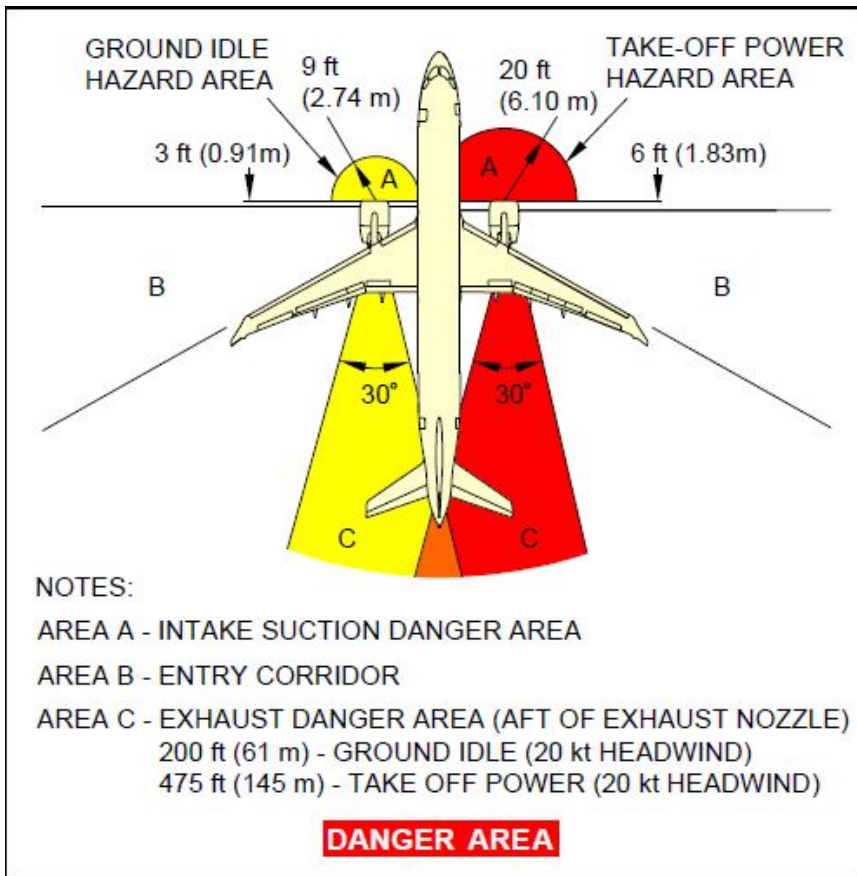 GROUND IDLE
HAZARD AREA
9 ft
(2.74 m)
20 ft
(6.10 m)
TAKE-OFF POWER
HAZARD AREA
3 ft (0.91m)
6 ft (1.83m)
A
A
B
B
30°
30°
C
C
NOTES:
AREA A - INTAKE SUCTION DANGER AREA
AREA B - ENTRY CORRIDOR
AREA C - EXHAUST DANGER AREA (AFT OF EXHAUST NOZZLE)
200 ft (61 m) - GROUND IDLE (20 kt HEADWIND)
475 ft (145 m) - TAKE OFF POWER (20 kt HEADWIND)
DANGER AREA